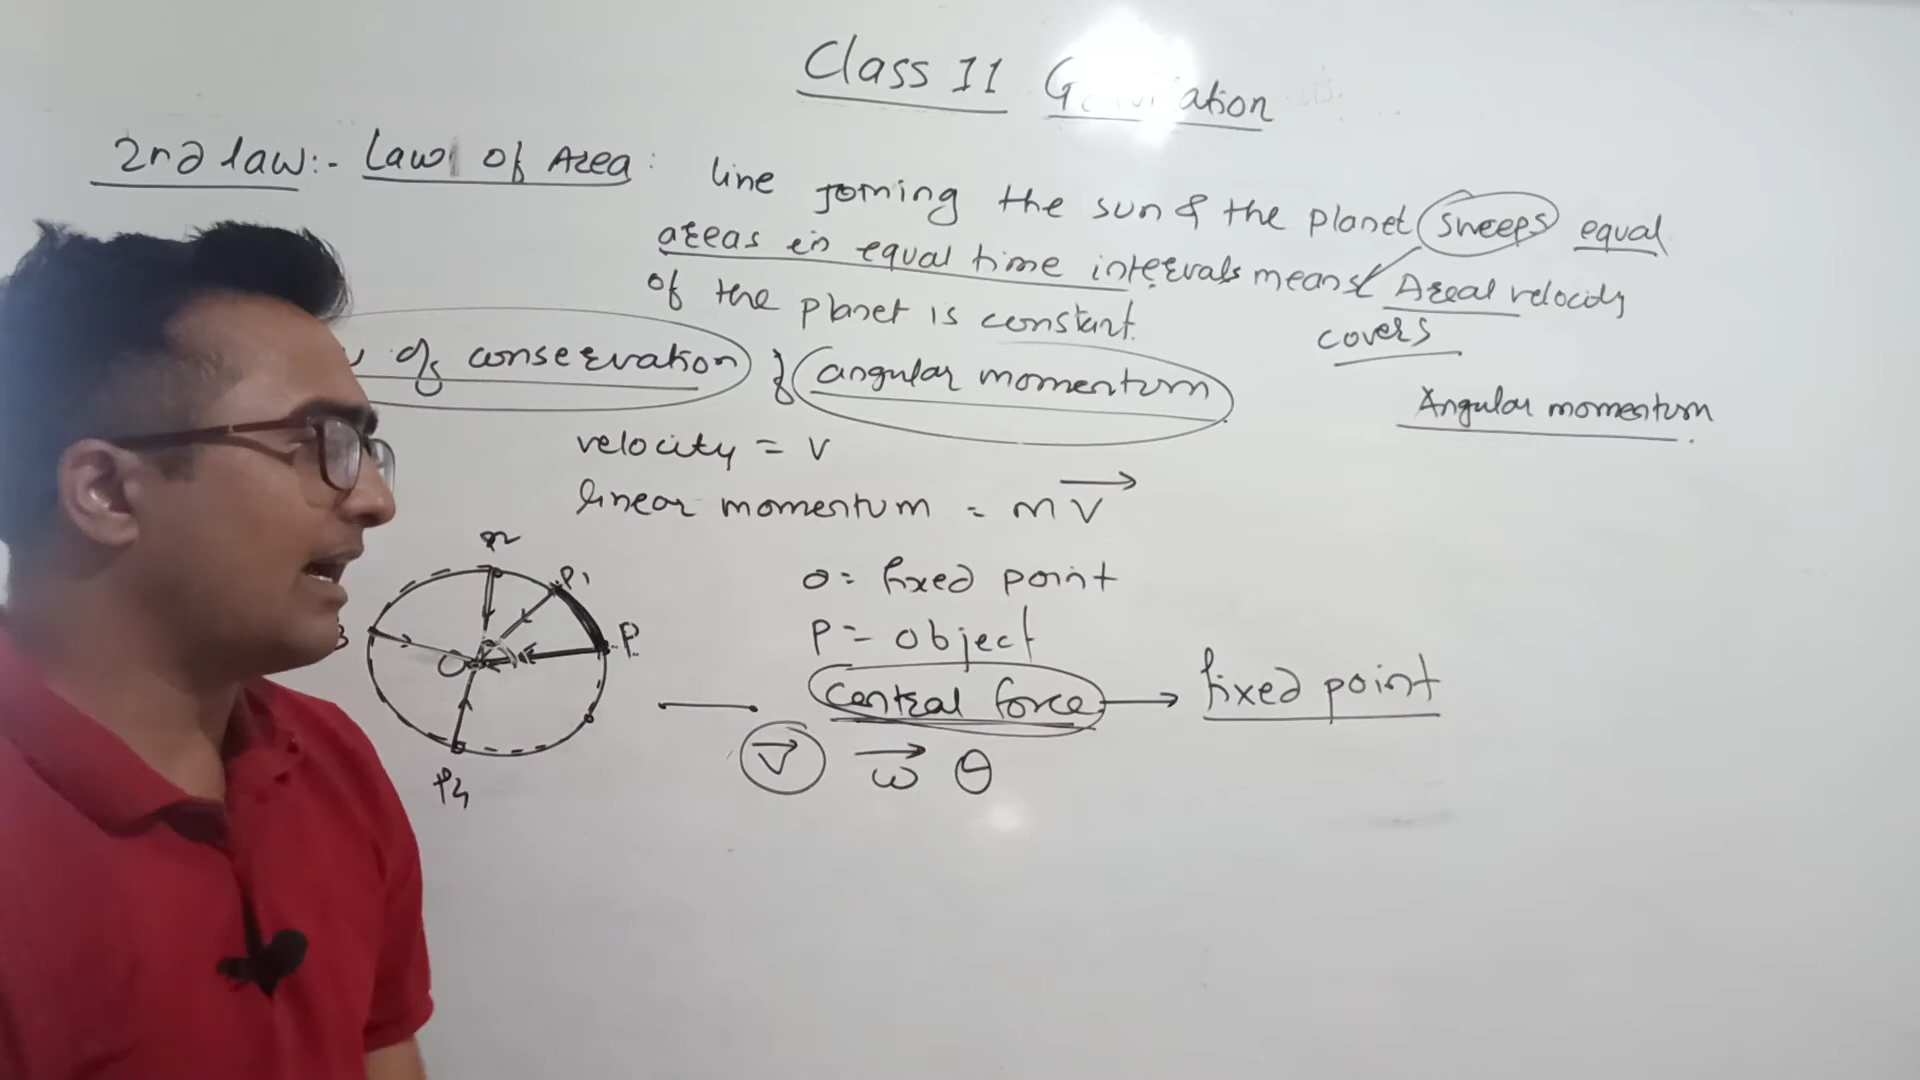 Class 11 Gravitation
2nd law:- Law of Area: line joining the sun & the planet sweeps equal
areas in equal time intervals means Areal velocity
of the planet is constant.
covers
of conservation of angular momentum
Angular momentum
velocity = v
linear momentum = mv
P1
P
O
P4
O = fixed point
P = object
central force → fixed point
v ω θ